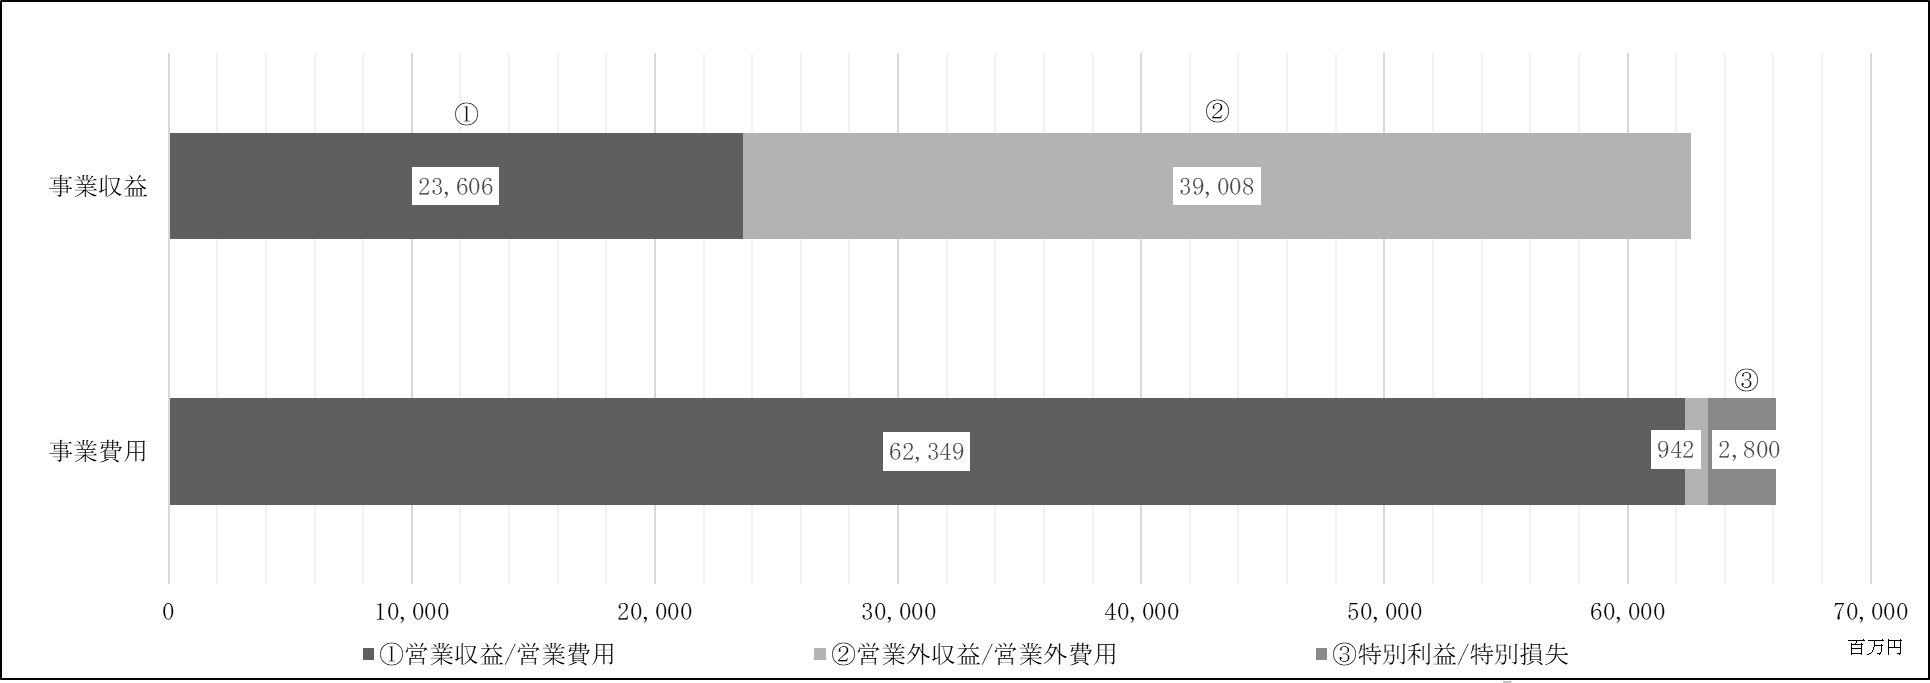 ① ②
事業収益 23,606 39,008
③
事業費用 62,349 942 2,800
0 10,000 20,000 30,000 40,000 50,000 60,000 70,000
①営業収益/営業費用 ②営業外収益/営業外費用 ③特別利益/特別損失 百万円